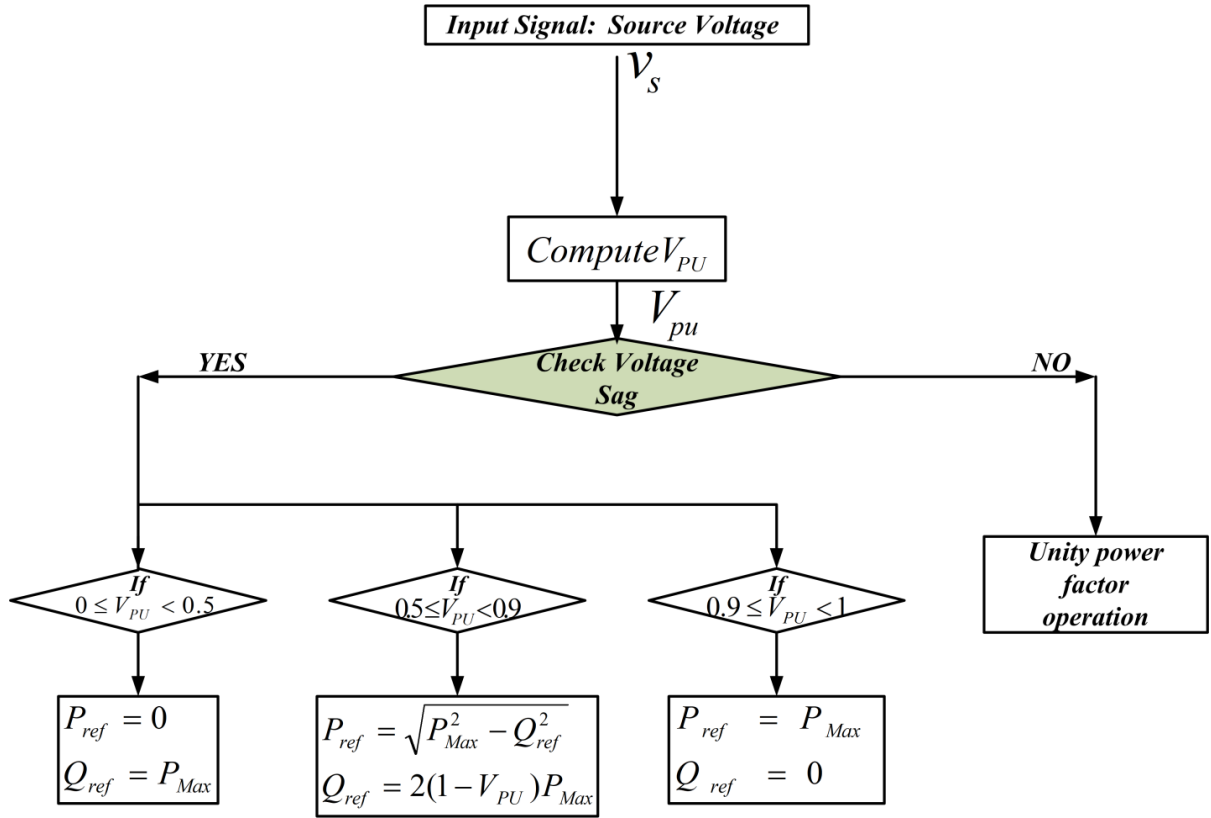 Input Signal: Source Voltage
v_s
ComputeV_PU
V_pu
YES
Check Voltage
Sag
NO
If
0 ≤ V_PU < 0.5
If
0.5≤V_PU<0.9
If
0.9 ≤ V_PU < 1
Unity power
factor
operation
P_ref = 0
Q_ref = P_Max
P_ref = √(P_Max^2 − Q_ref^2)
Q_ref = 2(1 − V_PU)P_Max
P_ref = P_Max
Q_ref = 0